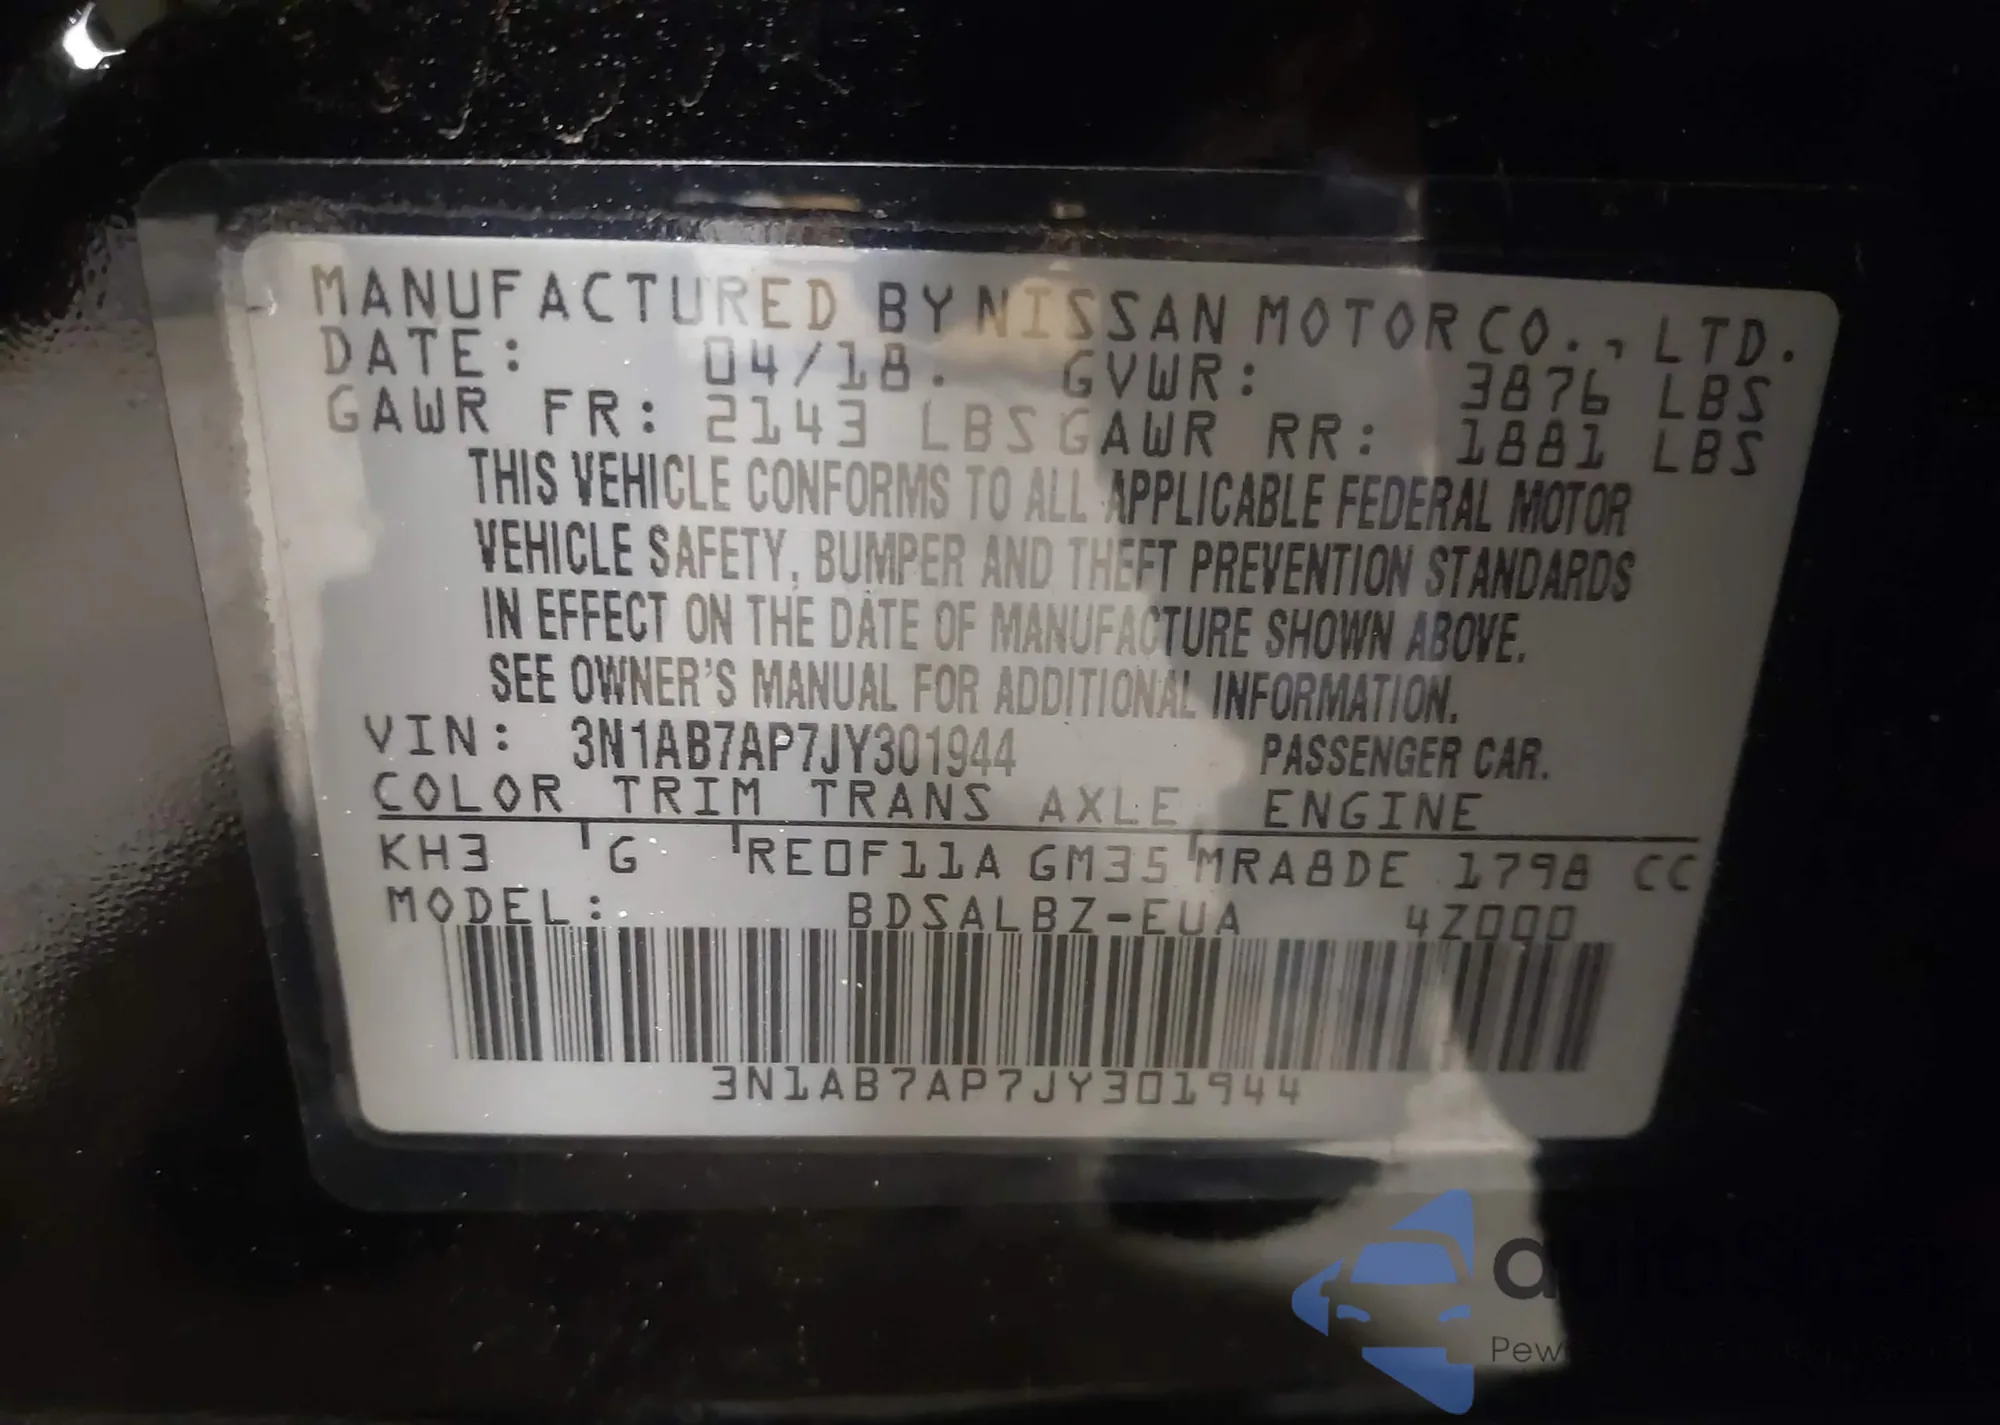 MANUFACTURED BY NISSAN MOTOR CO., LTD.
DATE: 04/18. GVWR: 3876 LBS
GAWR FR: 2143 LBS GAWR RR: 1881 LBS
THIS VEHICLE CONFORMS TO ALL APPLICABLE FEDERAL MOTOR
VEHICLE SAFETY, BUMPER AND THEFT PREVENTION STANDARDS
IN EFFECT ON THE DATE OF MANUFACTURE SHOWN ABOVE.
SEE OWNER'S MANUAL FOR ADDITIONAL INFORMATION.
VIN: 3N1AB7AP7JY301944 PASSENGER CAR.
COLOR TRIM TRANS AXLE ENGINE
KH3 G RE0F11A GM35 MRA8DE 1798 CC
MODEL: BDSALBZ-EUA 4Z000
3N1AB7AP7JY301944